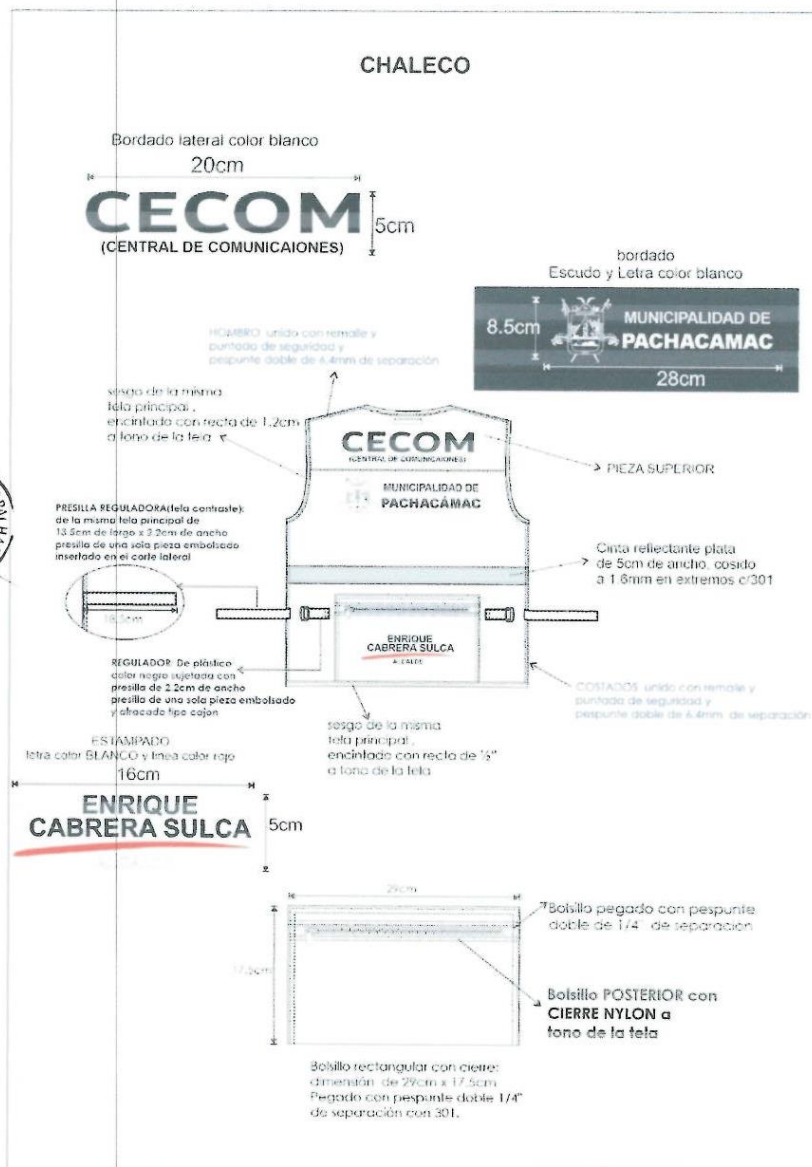 CHALECO
Bordado lateral color blanco
20cm
CECOM
(CENTRAL DE COMUNICAIONES)
5cm
bordado
Escudo y Letra color blanco
8.5cm
MUNICIPALIDAD DE
PACHACAMAC
28cm
HOMBRO unido con remalle y
puntada de seguridad y
pespunte doble de 6.4mm de separación
sesgo de la misma
tela principal,
encintado con recta de 1.2cm
a tono de la tela
CECOM
(CENTRAL DE COMUNICAIONES)
PIEZA SUPERIOR
MUNICIPALIDAD DE
PACHACÁMAC
PRESILLA REGULADORA(tela contraste):
de la misma tela principal de
13.5cm de largo x 3.2cm de ancho
presilla de una sola pieza embolsado
insertado en el corte lateral
Cinta reflectante plata
de 5cm de ancho, cosido
a 1.6mm en extremos c/301
ENRIQUE
CABRERA SULCA
ALCALDE
REGULADOR De plástico
color negro sujetada con
presilla de 2.2cm de ancho
presilla de una sola pieza embolsado
y atracado tipo cajon
COSTADOS unido con remalle y
puntada de seguridad y
pespunte doble de 6.4mm de separación
sesgo de la misma
tela principal,
encintado con recta de ½"
a tono de la tela
ESTAMPADO
letra color BLANCO y linea color rojo
16cm
ENRIQUE
CABRERA SULCA
5cm
29cm
17.5cm
Bolsillo pegado con pespunte
doble de 1/4" de separación
Bolsillo POSTERIOR con
CIERRE NYLON a
tono de la tela
Bolsillo rectangular con cierre:
dimensión de 29cm x 17.5cm
Pegado con pespunte doble 1/4"
de separación con 301.